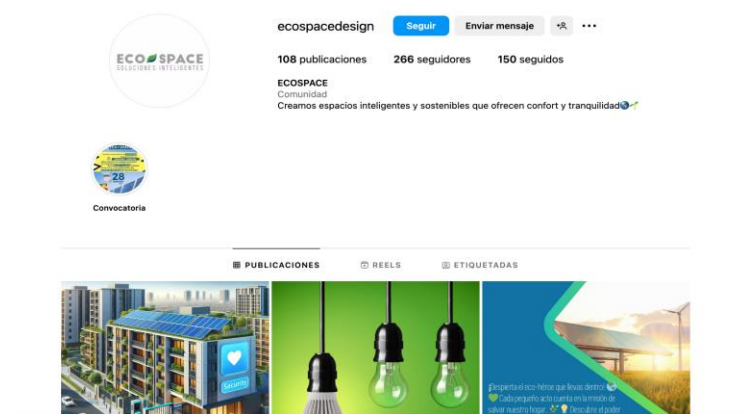 ecospacedesign Seguir Enviar mensaje
ECO SPACE
SOLUCIONES INTELIGENTES
108 publicaciones 266 seguidores 150 seguidos
ECOSPACE
Comunidad
Creamos espacios inteligentes y sostenibles que ofrecen confort y tranquilidad🌎🌱
28
Convocatoria
PUBLICACIONES REELS ETIQUETADAS
Security
¡Despierta el eco-héroe que llevas dentro!
💚Cada pequeño acto cuenta en la misión de
salvar nuestro hogar. 🌱💡Descubre el poder